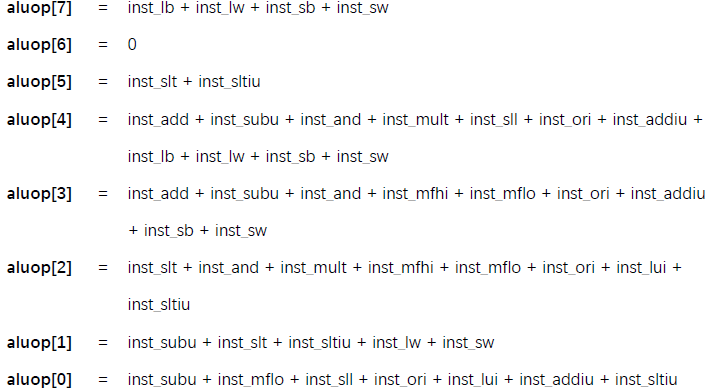 aluop[7] = inst_lb + inst_lw + inst_sb + inst_sw
aluop[6] = 0
aluop[5] = inst_slt + inst_sltiu
aluop[4] = inst_add + inst_subu + inst_and + inst_mult + inst_sll + inst_ori + inst_addiu +
inst_lb + inst_lw + inst_sb + inst_sw
aluop[3] = inst_add + inst_subu + inst_and + inst_mfhi + inst_mflo + inst_ori + inst_addiu
+ inst_sb + inst_sw
aluop[2] = inst_slt + inst_and + inst_mult + inst_mfhi + inst_mflo + inst_ori + inst_lui +
inst_sltiu
aluop[1] = inst_subu + inst_slt + inst_sltiu + inst_lw + inst_sw
aluop[0] = inst_subu + inst_mflo + inst_sll + inst_ori + inst_lui + inst_addiu + inst_sltiu